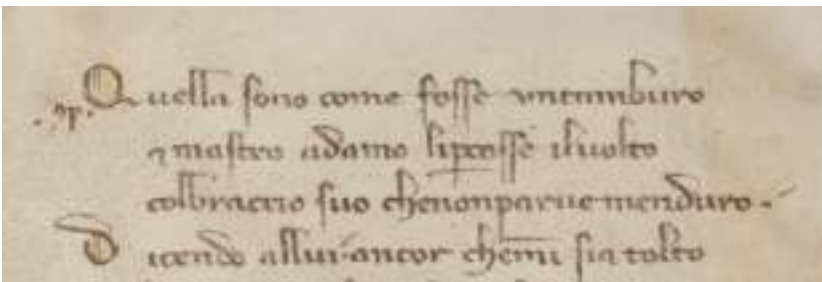 Quella sono come fosse untamburo
⁊ mastro adamo liꝑcosse iluolto
colbraccio suo chenonparue menduro.
Dicendo allui ancor chemi sia tolto